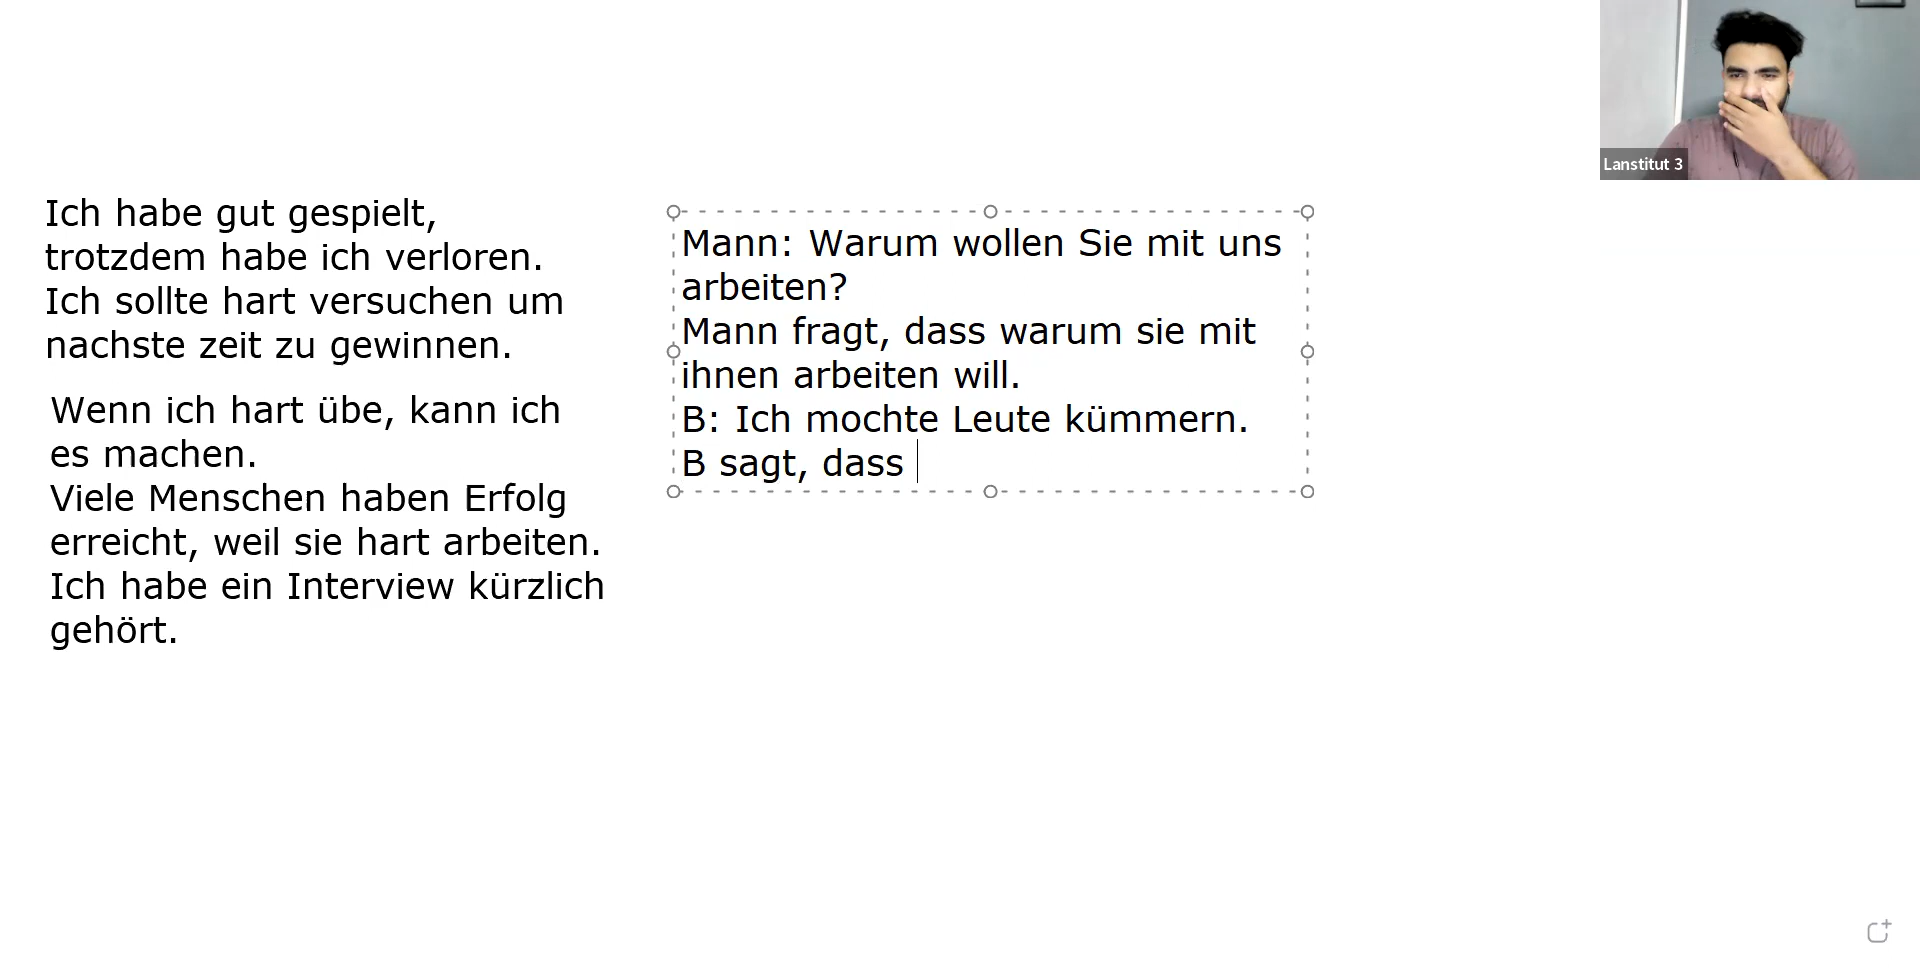 Lanstitut 3
Ich habe gut gespielt,
trotzdem habe ich verloren.
Ich sollte hart versuchen um
nachste zeit zu gewinnen.
Wenn ich hart übe, kann ich
es machen.
Viele Menschen haben Erfolg
erreicht, weil sie hart arbeiten.
Ich habe ein Interview kürzlich
gehört.
Mann: Warum wollen Sie mit uns
arbeiten?
Mann fragt, dass warum sie mit
ihnen arbeiten will.
B: Ich mochte Leute kümmern.
B sagt, dass